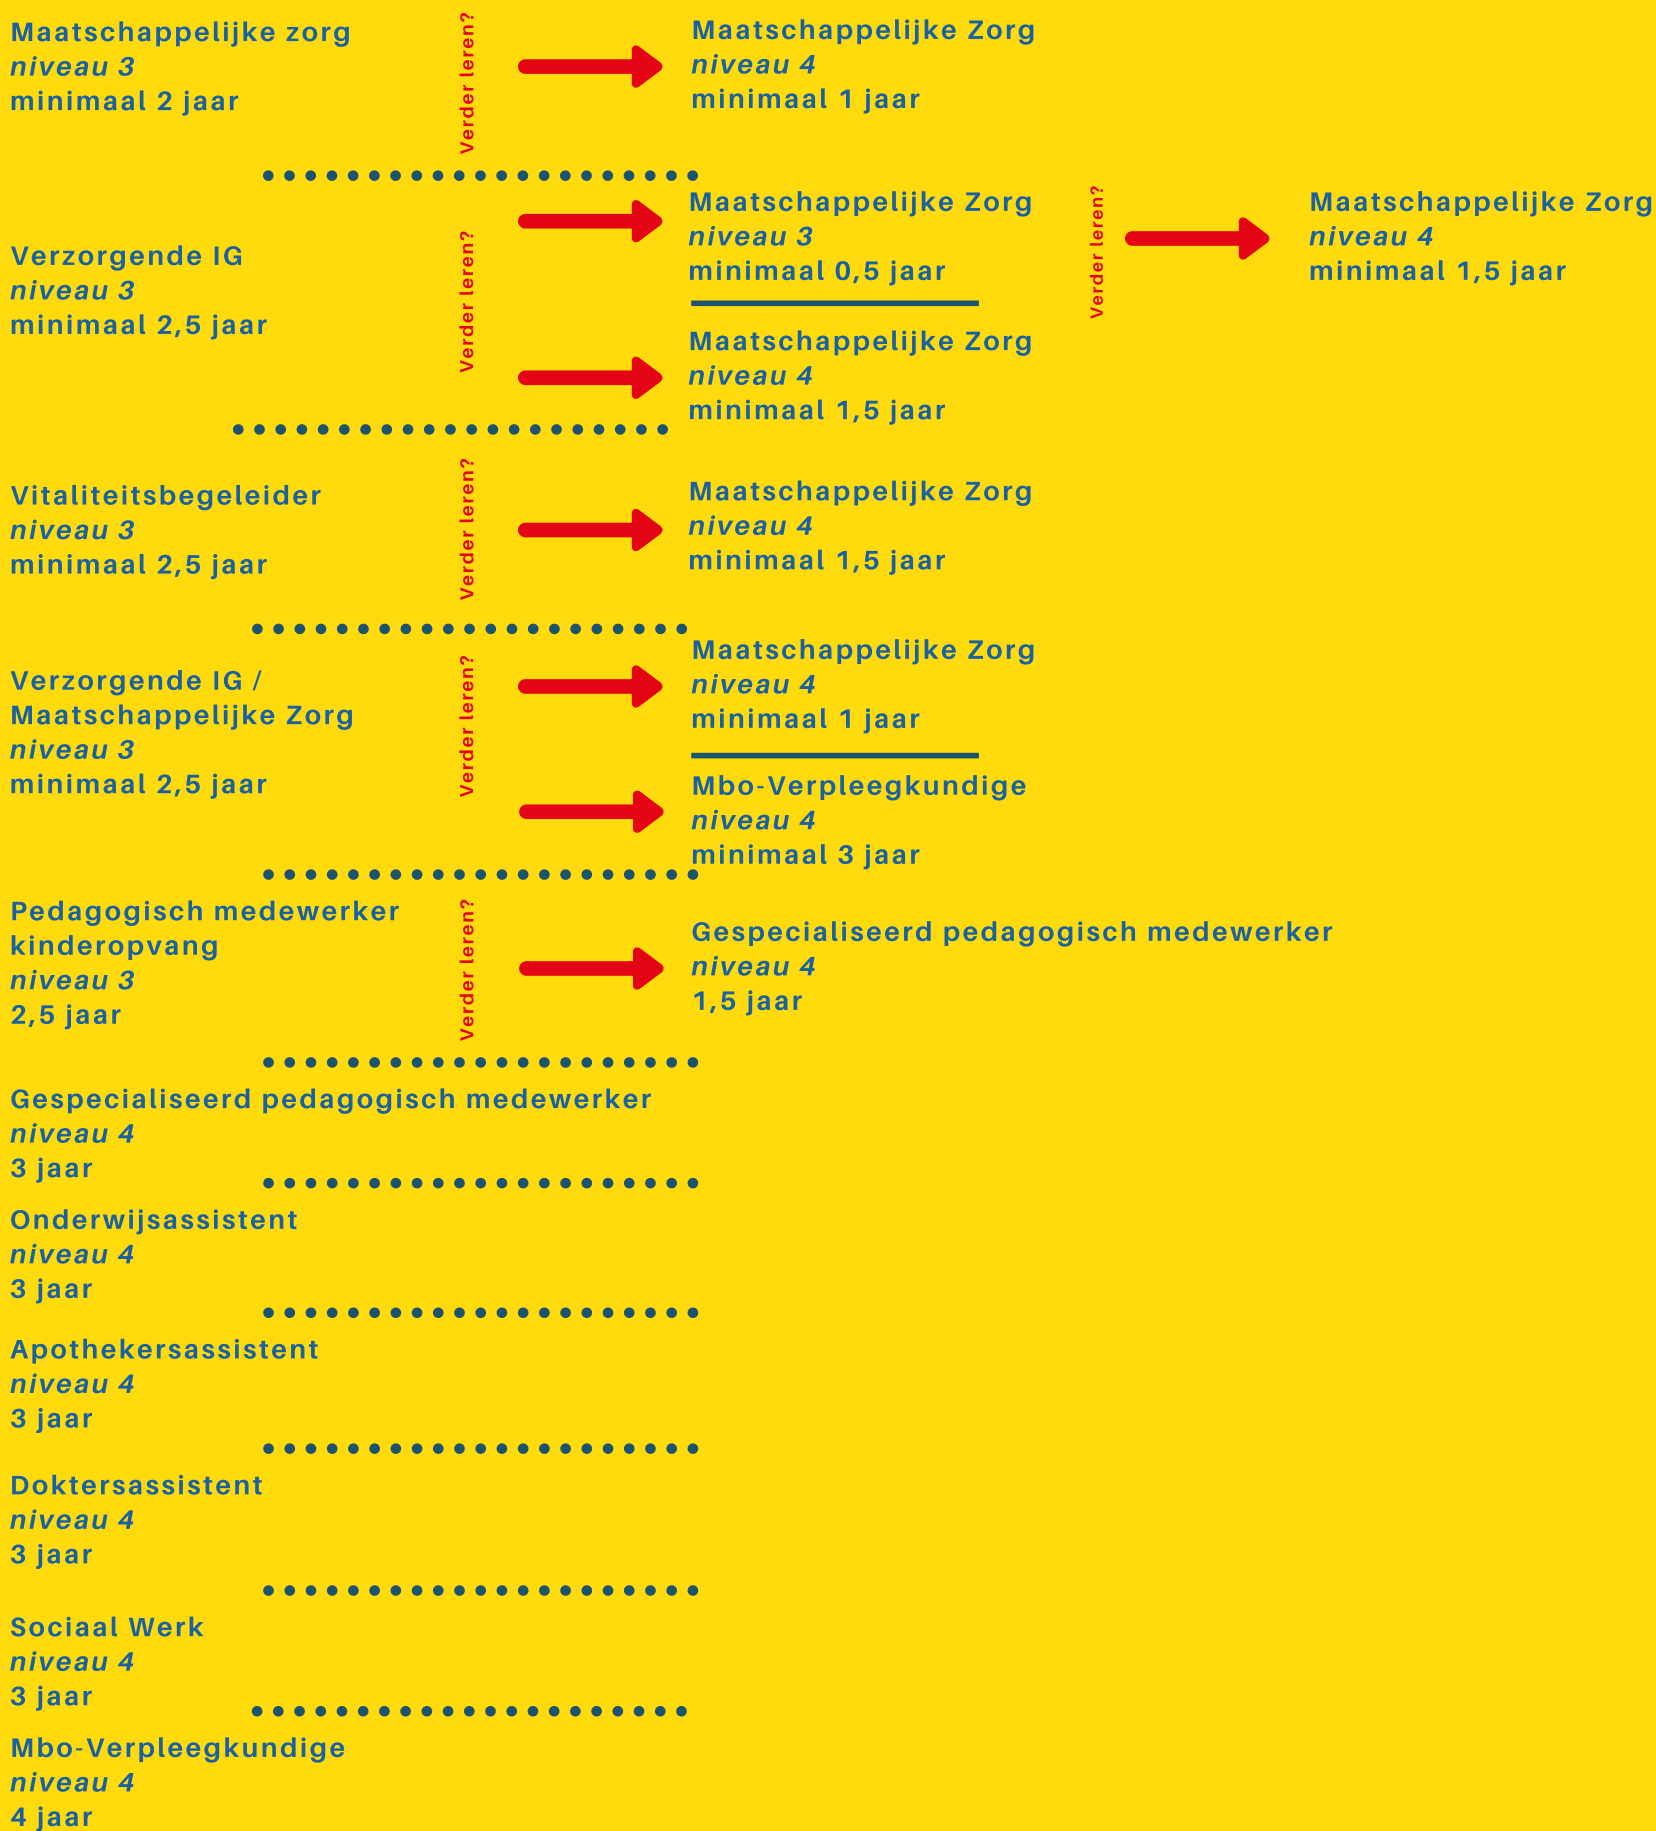 Maatschappelijke zorg
niveau 3
minimaal 2 jaar
Verder leren?
Maatschappelijke Zorg
niveau 4
minimaal 1 jaar
Verzorgende IG
niveau 3
minimaal 2,5 jaar
Verder leren?
Maatschappelijke Zorg
niveau 3
minimaal 0,5 jaar
Verder leren?
Maatschappelijke Zorg
niveau 4
minimaal 1,5 jaar
Maatschappelijke Zorg
niveau 4
minimaal 1,5 jaar
Vitaliteitsbegeleider
niveau 3
minimaal 2,5 jaar
Verder leren?
Maatschappelijke Zorg
niveau 4
minimaal 1,5 jaar
Verzorgende IG /
Maatschappelijke Zorg
niveau 3
minimaal 2,5 jaar
Verder leren?
Maatschappelijke Zorg
niveau 4
minimaal 1 jaar
Mbo-Verpleegkundige
niveau 4
minimaal 3 jaar
Pedagogisch medewerker
kinderopvang
niveau 3
2,5 jaar
Verder leren?
Gespecialiseerd pedagogisch medewerker
niveau 4
1,5 jaar
Gespecialiseerd pedagogisch medewerker
niveau 4
3 jaar
Onderwijsassistent
niveau 4
3 jaar
Apothekersassistent
niveau 4
3 jaar
Doktersassistent
niveau 4
3 jaar
Sociaal Werk
niveau 4
3 jaar
Mbo-Verpleegkundige
niveau 4
4 jaar